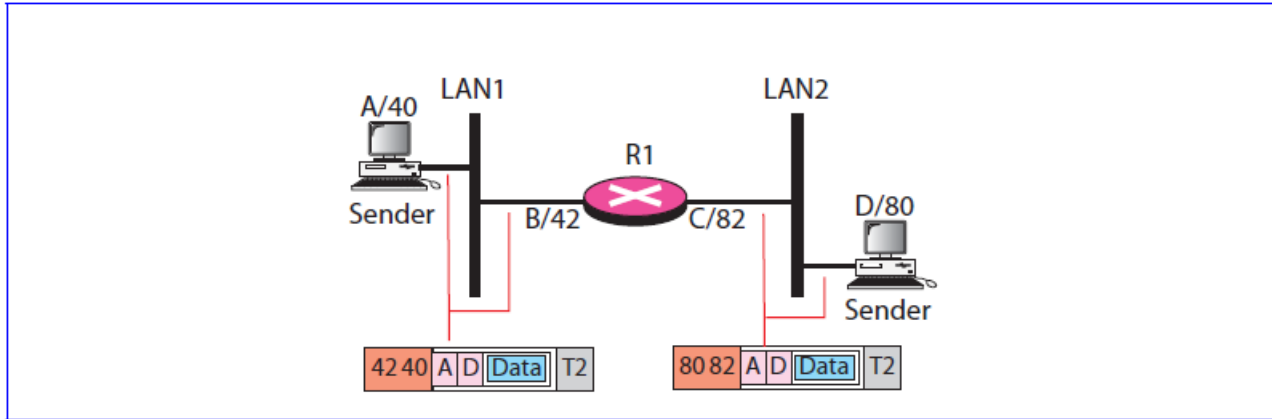 LAN1
LAN2
A/40
R1
Sender
B/42
C/82
D/80
Sender
42 40 A D Data T2
80 82 A D Data T2